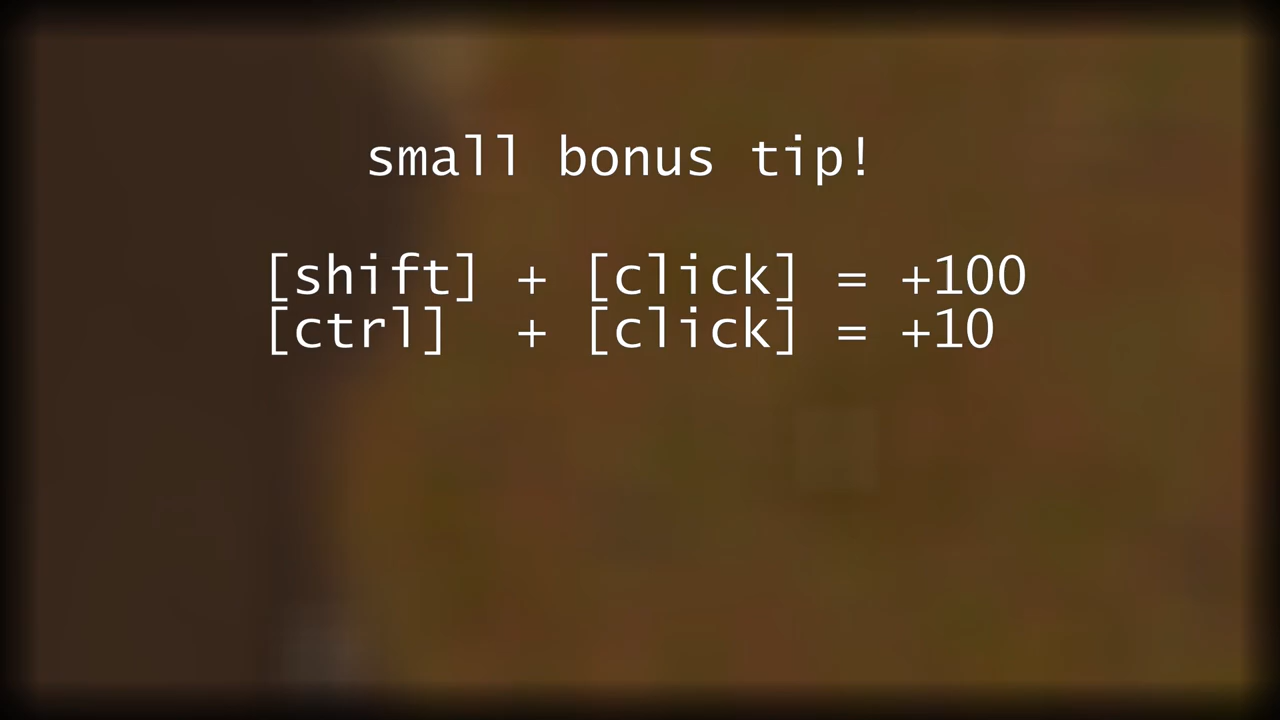 small bonus tip!
[shift] + [click] = +100
[ctrl]  + [click] = +10